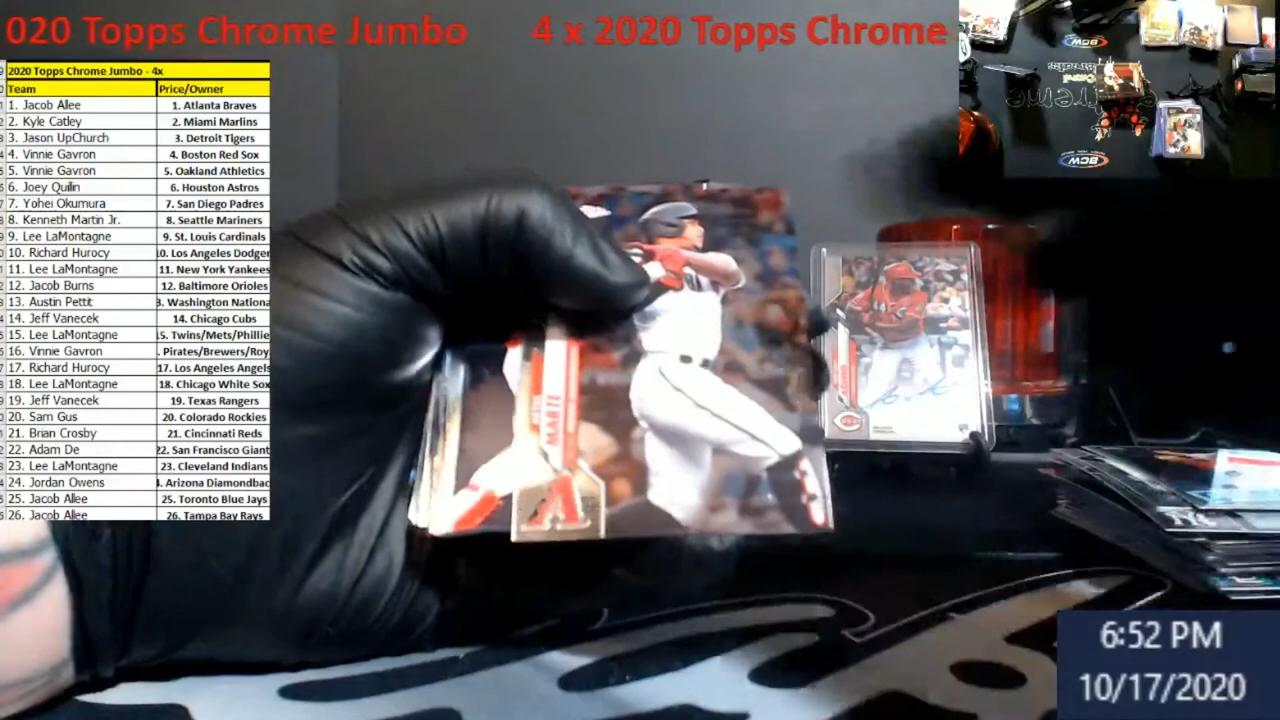 020 Topps Chrome Jumbo 4 x 2020 Topps Chrome
2020 Topps Chrome Jumbo - 4x
Team Price/Owner
1. Jacob Allee 1. Atlanta Braves
2. Kyle Catley 2. Miami Marlins
3. Jason UpChurch 3. Detroit Tigers
4. Vinnie Gavron 4. Boston Red Sox
5. Vinnie Gavron 5. Oakland Athletics
6. Joey Quilin 6. Houston Astros
7. Yohei Okumura 7. San Diego Padres
8. Kenneth Martin Jr. 8. Seattle Mariners
9. Lee LaMontagne 9. St. Louis Cardinals
10. Richard Hurocy 10. Los Angeles Dodger
11. Lee LaMontagne 11. New York Yankees
12. Jacob Burns 12. Baltimore Orioles
13. Austin Pettit 3. Washington Nationa
14. Jeff Vanecek 14. Chicago Cubs
15. Lee LaMontagne 15. Twins/Mets/Phillie
16. Vinnie Gavron . Pirates/Brewers/Roy
17. Richard Hurocy 17. Los Angeles Angels
18. Lee LaMontagne 18. Chicago White Sox
19. Jeff Vanecek 19. Texas Rangers
20. Sam Gus 20. Colorado Rockies
21. Brian Crosby 21. Cincinnati Reds
22. Adam De 22. San Francisco Giant
23. Lee LaMontagne 23. Cleveland Indians
24. Jordan Owens 4. Arizona Diamondbac
25. Jacob Allee 25. Toronto Blue Jays
26. Jacob Allee 26. Tampa Bay Rays
BCW
BCW
MARTE
6:52 PM
10/17/2020